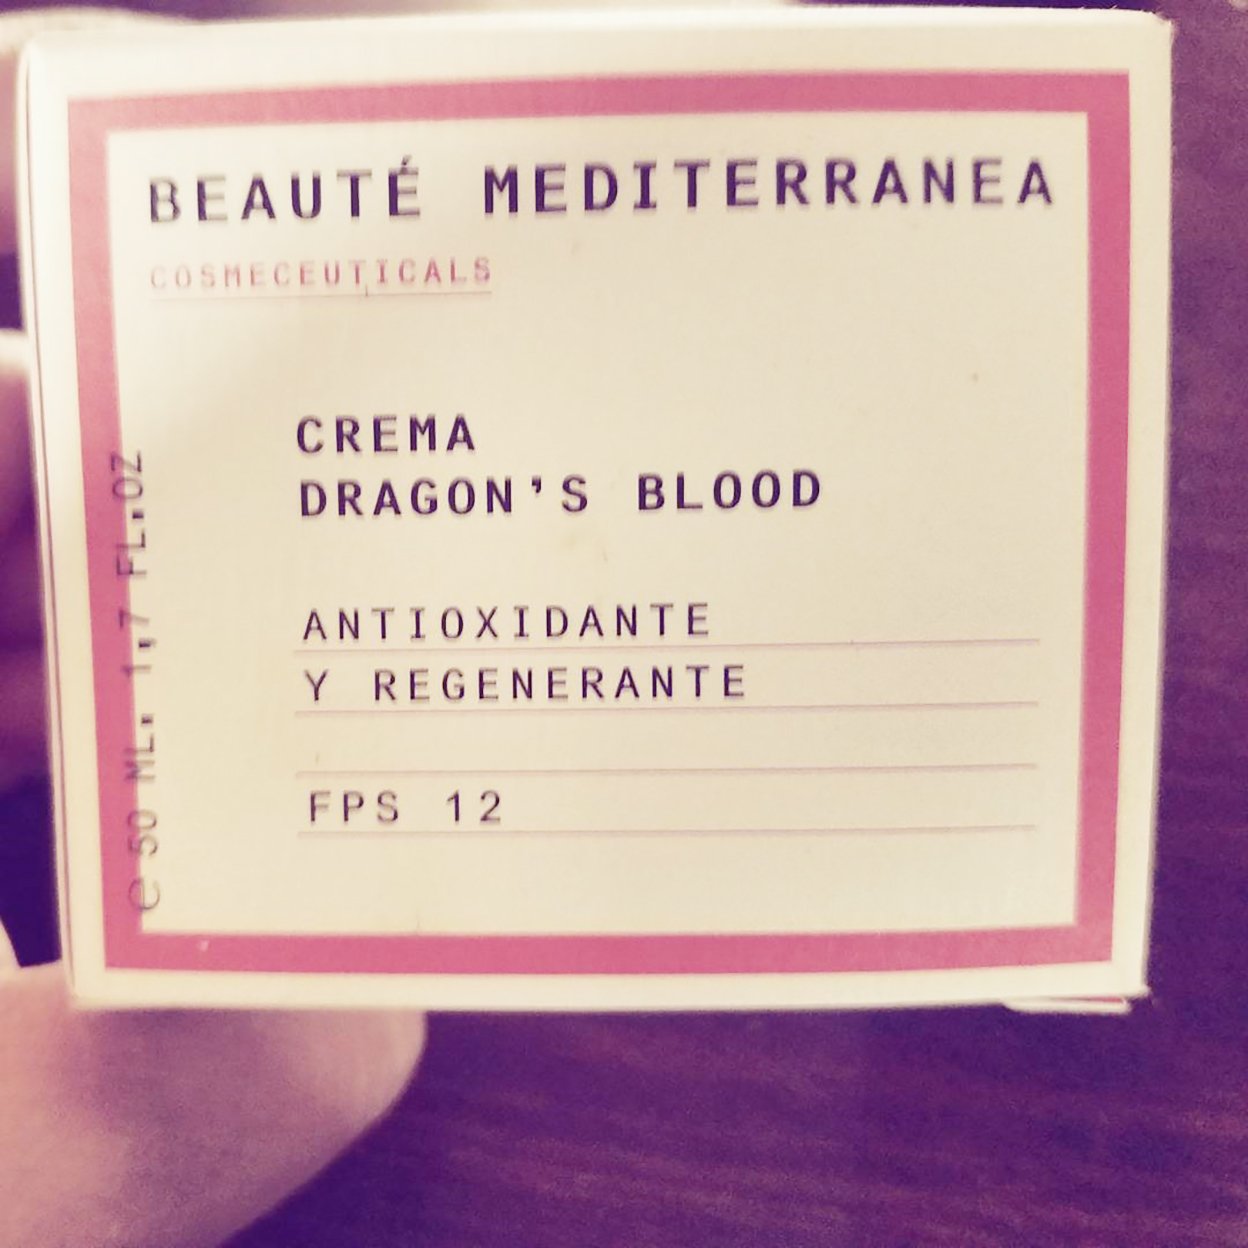 BEAUTÉ MEDITERRANEA
COSMECEUTICALS
CREMA
DRAGON'S BLOOD
ANTIOXIDANTE
Y REGENERANTE
FPS 12
℮ 50 ML. 1,7 FL.OZ